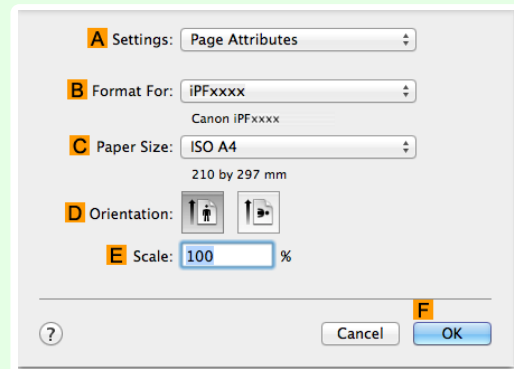 A Settings: Page Attributes
B Format For: iPFxxxx
Canon iPFxxxx
C Paper Size: ISO A4
210 by 297 mm
D Orientation:
E Scale: 100 %
F
? Cancel OK